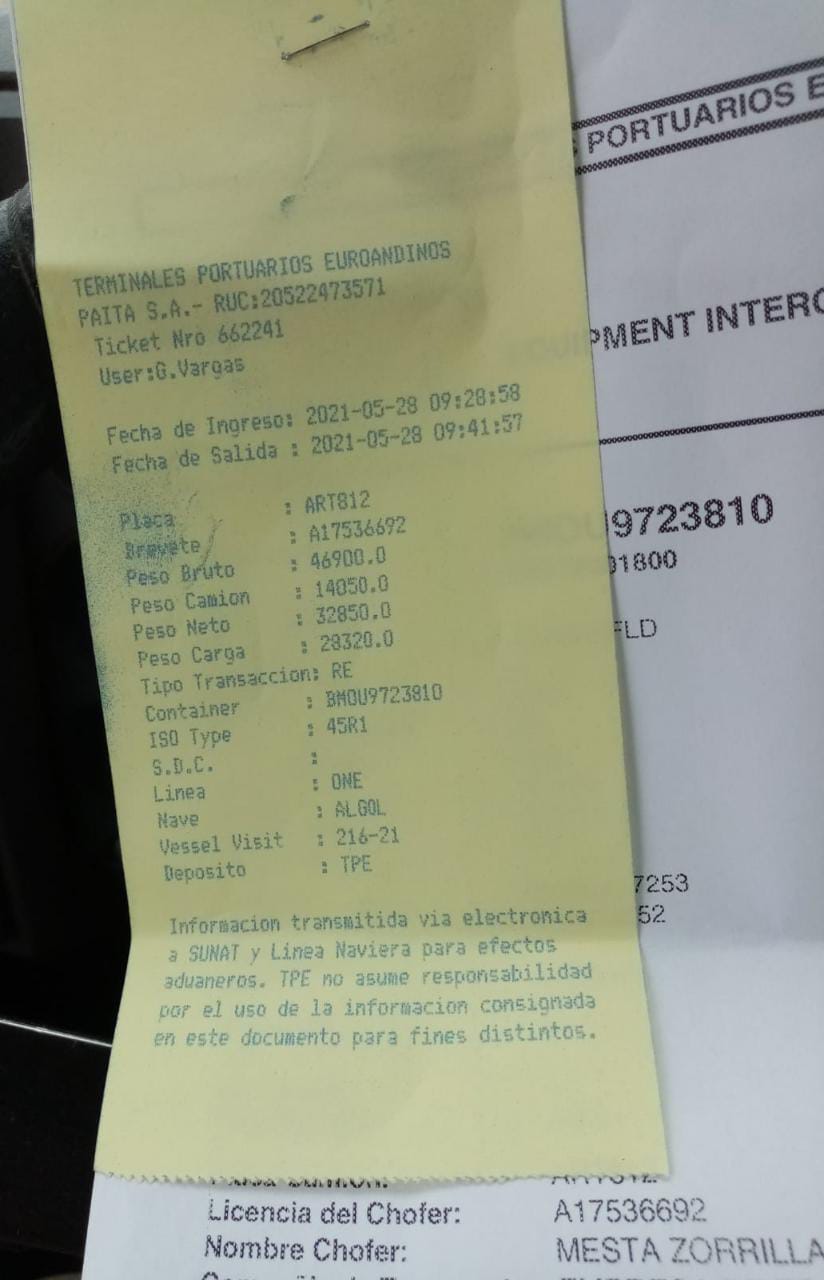 PORTUARIOS E
TERMINALES PORTUARIOS EUROANDINOS
PAITA S.A.- RUC:20522473571
Ticket Nro 662241
User:G.Vargas
PMENT INTERC
Fecha de Ingreso: 2021-05-28 09:28:58
Fecha de Salida : 2021-05-28 09:41:57
Placa : ART812
Brevete : A17536692
Peso Bruto : 46900.0
Peso Camion : 14050.0
Peso Neto : 32850.0
Peso Carga : 28320.0
Tipo Transaccion: RE
Container : BMOU9723810
ISO Type : 45R1
S.D.C. :
Linea : ONE
Nave : ALGOL
Vessel Visit : 216-21
Deposito : TPE
Informacion transmitida via electronica
a SUNAT y Linea Naviera para efectos
aduaneros. TPE no asume responsabilidad
por el uso de la informacion consignada
en este documento para fines distintos.
U9723810
01800
FLD
7253
52
Licencia del Chofer: A17536692
Nombre Chofer: MESTA ZORRILLA